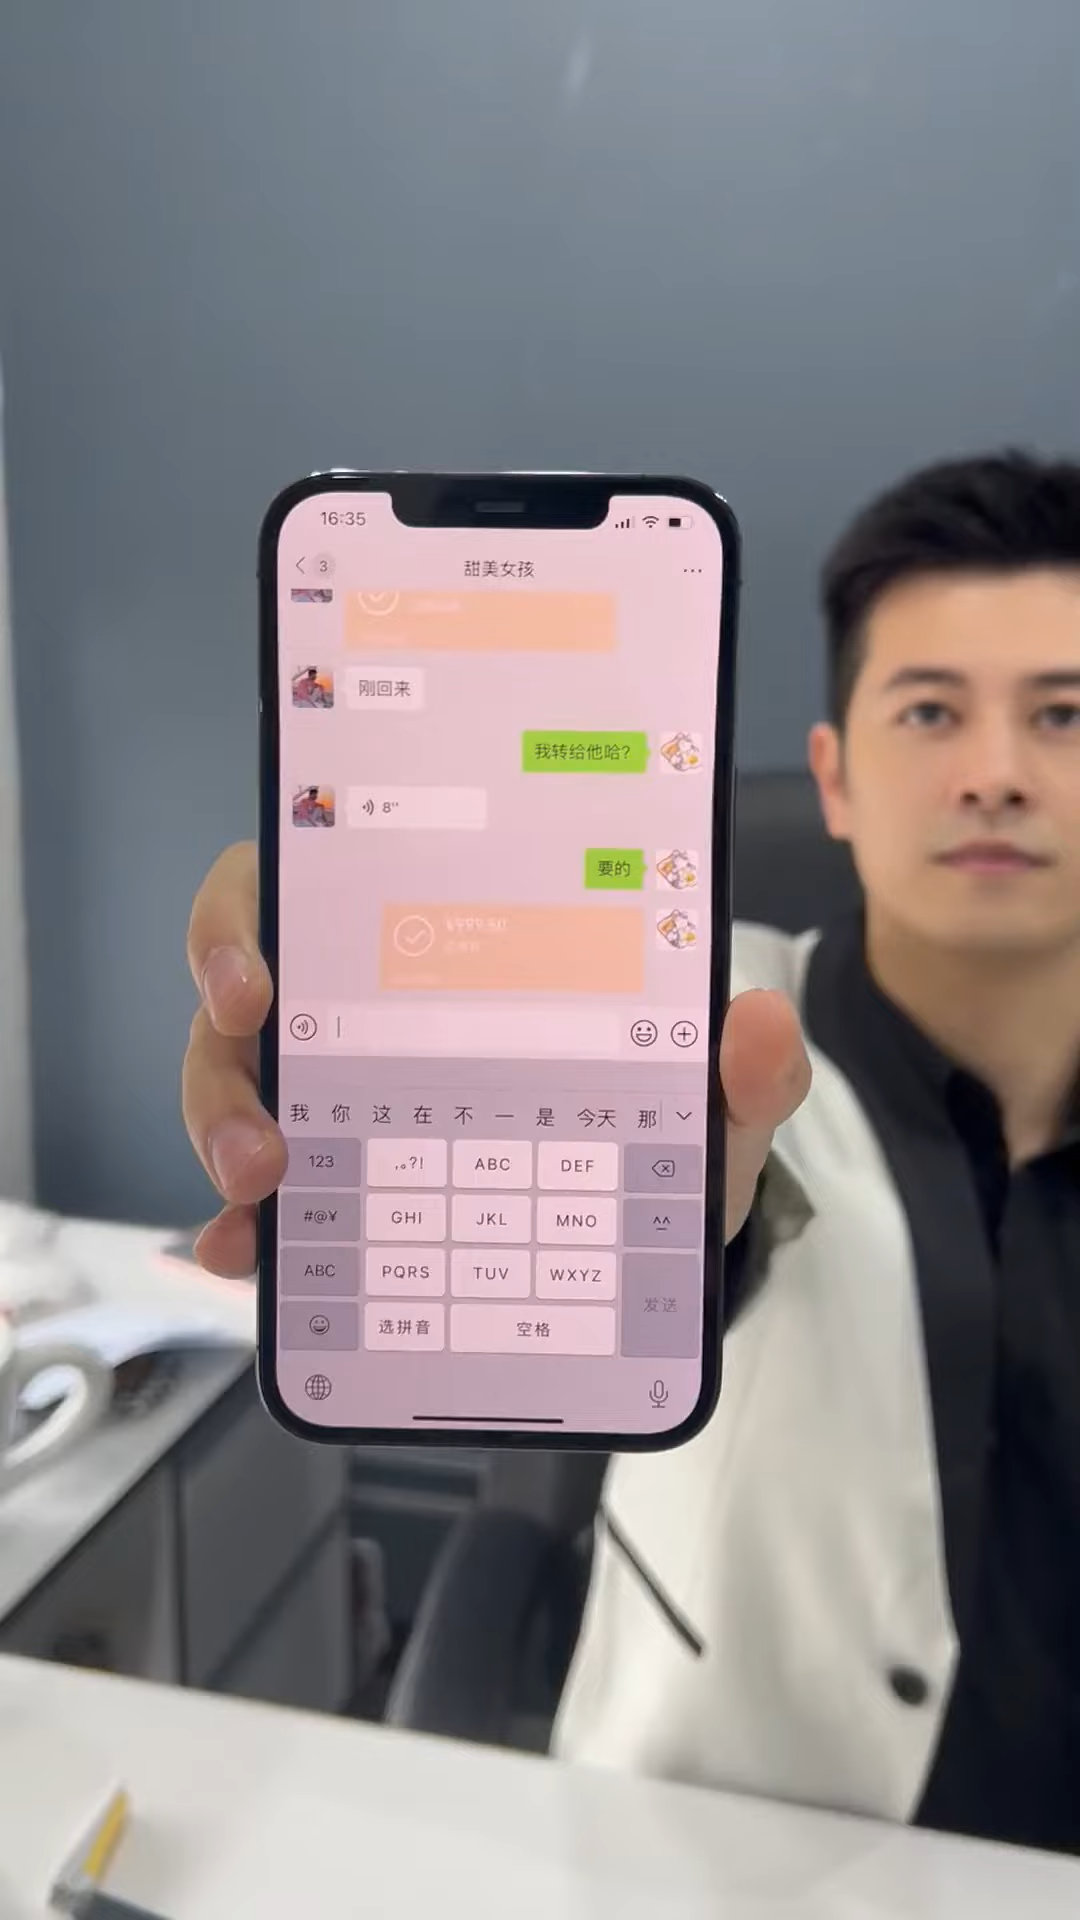 16:35
3
甜美女孩
刚回来
我转给他哈?
8"
要的
我 你 这 在 不 一 是 今天 那
123 ,。?! ABC DEF
#@¥ GHI JKL MNO ^^
ABC PQRS TUV WXYZ
发送
选拼音 空格